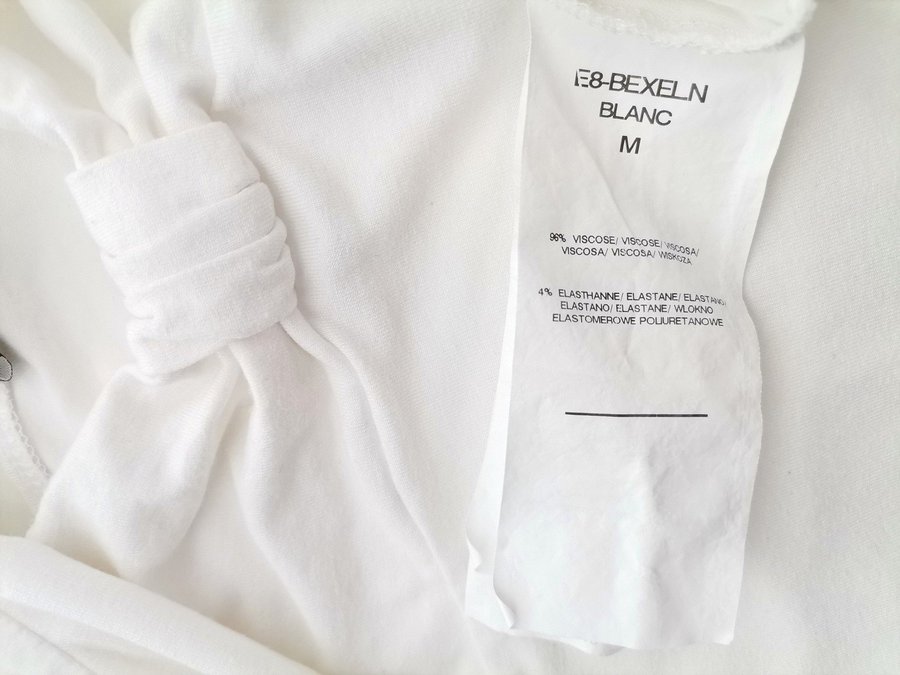 E8-BEXELN
BLANC
M
96% VISCOSE/ VISCOSE/ VISCOSA/
VISCOSA/ VISCOSA/ WISKOZA
4% ELASTHANNE/ ELASTANE/ ELASTANO/
ELASTANO/ ELASTANE/ WLOKNO
ELASTOMEROWE POLIURETANOWE